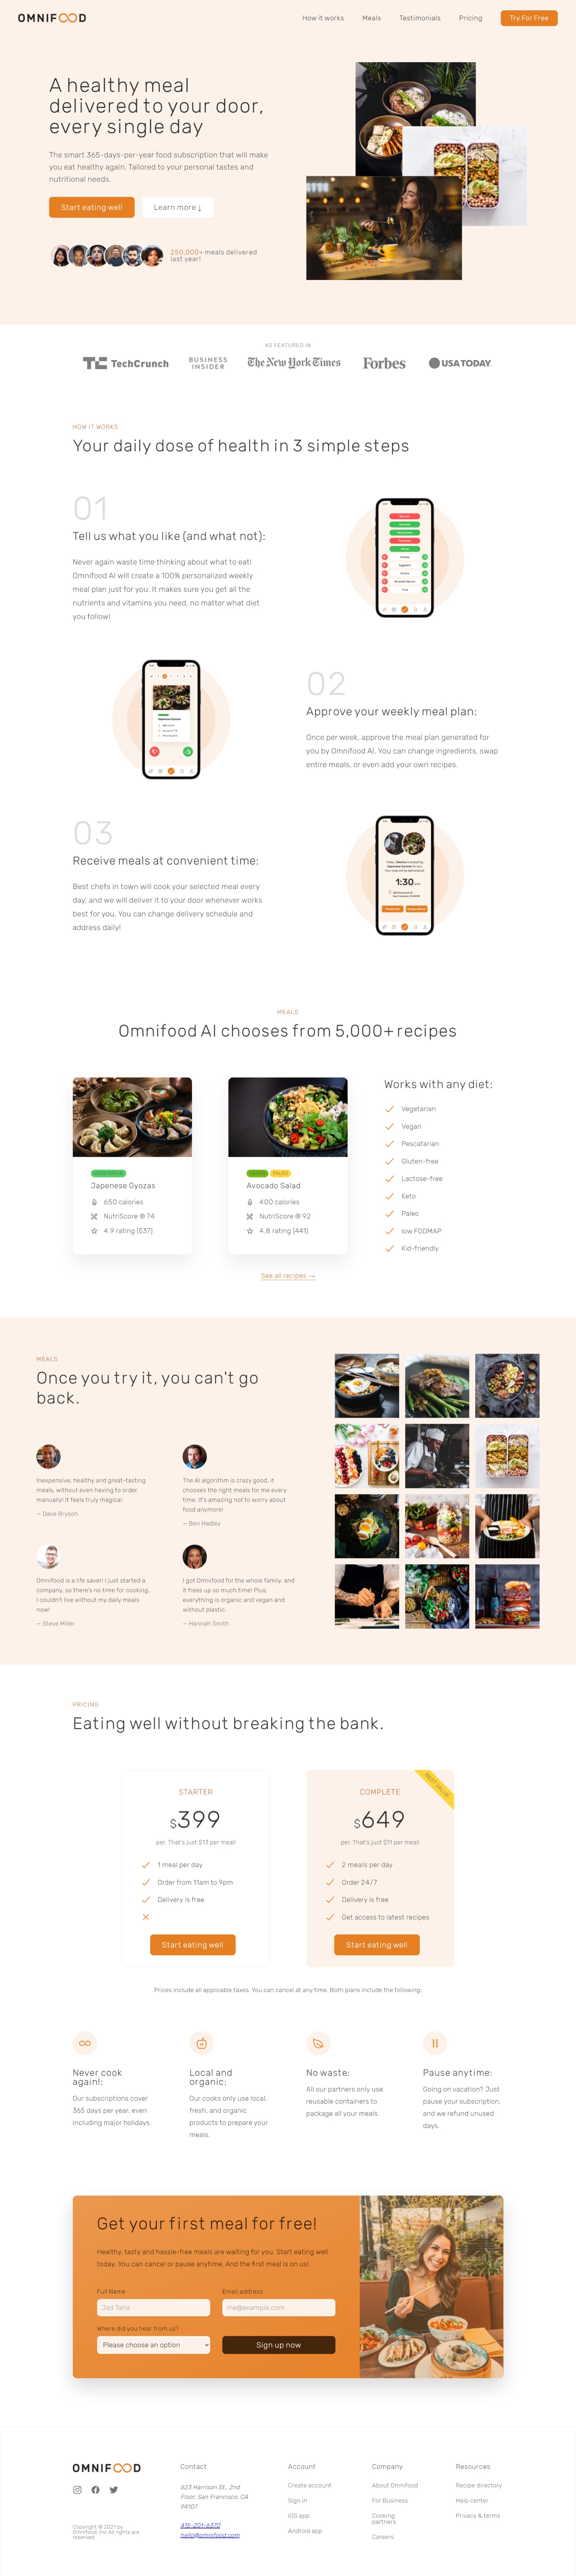 OMNIFOOD
How it works
Meals
Testimonials
Pricing
Try For Free
A healthy meal
delivered to your door,
every single day
The smart 365-days-per-year food subscription that will make
you eat healthy again. Tailored to your personal tastes and
nutritional needs.
Start eating well
Learn more ↓
250,000+ meals delivered
last year!
AS FEATURED IN
TechCrunch
BUSINESS
INSIDER
The New York Times
Forbes
USA TODAY
HOW IT WORKS
Your daily dose of health in 3 simple steps
01
Tell us what you like (and what not):
Never again waste time thinking about what to eat!
Omnifood AI will create a 100% personalized weekly
meal plan just for you. It makes sure you get all the
nutrients and vitamins you need, no matter what diet
you follow!
02
Approve your weekly meal plan:
Once per week, approve the meal plan generated for
you by Omnifood AI. You can change ingredients, swap
entire meals, or even add your own recipes.
03
Receive meals at convenient time:
Best chefs in town will cook your selected meal every
day, and we will deliver it to your door whenever works
best for you. You can change delivery schedule and
address daily!
1:30
MEALS
Omnifood AI chooses from 5,000+ recipes
VEGETARIAN
Japenese Gyozas
650 calories
NutriScore ® 74
4.9 rating (537)
VEGAN
PALEO
Avocado Salad
400 calories
NutriScore ® 92
4.8 rating (441)
Works with any diet:
Vegetarian
Vegan
Pescatarian
Gluten-free
Lactose-free
Keto
Paleo
low FODMAP
Kid-friendly
See all recipes →
MEALS
Once you try it, you can't go
back.
Inexpensive, healthy and great-tasting
meals, without even having to order
manually! It feels truly magical.
— Dave Bryson
The AI algorithm is crazy good, it
chooses the right meals for me every
time. It's amazing not to worry about
food anymore!
— Ben Hadley
Omnifood is a life saver! I just started a
company, so there's no time for cooking.
I couldn't live without my daily meals
now!
— Steve Miller
I got Omnifood for the whole family, and
it frees up so much time! Plus,
everything is organic and vegan and
without plastic.
— Hannah Smith
PRICING
Eating well without breaking the bank.
STARTER
$399
per. That's just $13 per meal!
1 meal per day
Order from 11am to 9pm
Delivery is free
Start eating well
BEST VALUE
COMPLETE
$649
per. That's just $11 per meal!
2 meals per day
Order 24/7
Delivery is free
Get access to latest recipes
Start eating well
Prices include all applicable taxes. You can cancel at any time. Both plans include the following:
Never cook
again!:
Our subscriptions cover
365 days per year, even
including major holidays.
Local and
organic:
Our cooks only use local,
fresh, and organic
products to prepare your
meals.
No waste:
All our partners only use
reusable containers to
package all your meals.
Pause anytime:
Going on vacation? Just
pause your subscription,
and we refund unused
days.
Get your first meal for free!
Healthy, tasty and hassle-free meals are waiting for you. Start eating well
today. You can cancel or pause anytime. And the first meal is on us!
Full Name
Jad Taha
Email address
me@example.com
Where did you hear from us?
Please choose an option
Sign up now
OMNIFOOD
Copyright © 2027 by
Omnifood, Inc. All rights are
reserved.
Contact
623 Harrison St., 2nd
Floor, San Francisco, CA
94107
415-201-6370
hello@omnifood.com
Account
Create account
Sign in
iOS app
Android app
Company
About Omnifood
For Business
Cooking
partners
Careers
Resources
Recipe directory
Help center
Privacy & terms